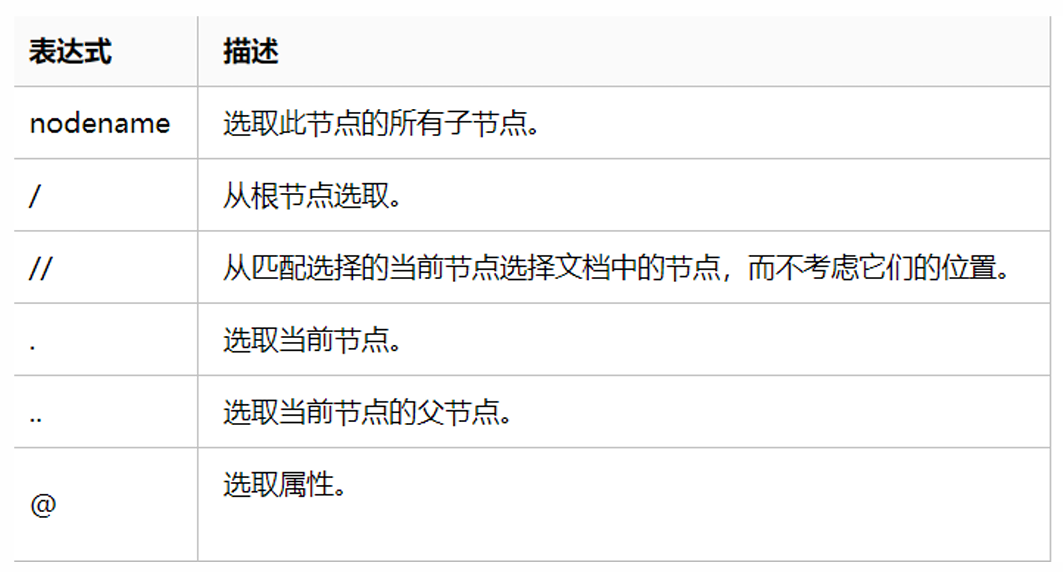 表达式 描述
nodename 选取此节点的所有子节点。
/ 从根节点选取。
// 从匹配选择的当前节点选择文档中的节点，而不考虑它们的位置。
. 选取当前节点。
.. 选取当前节点的父节点。
@ 选取属性。